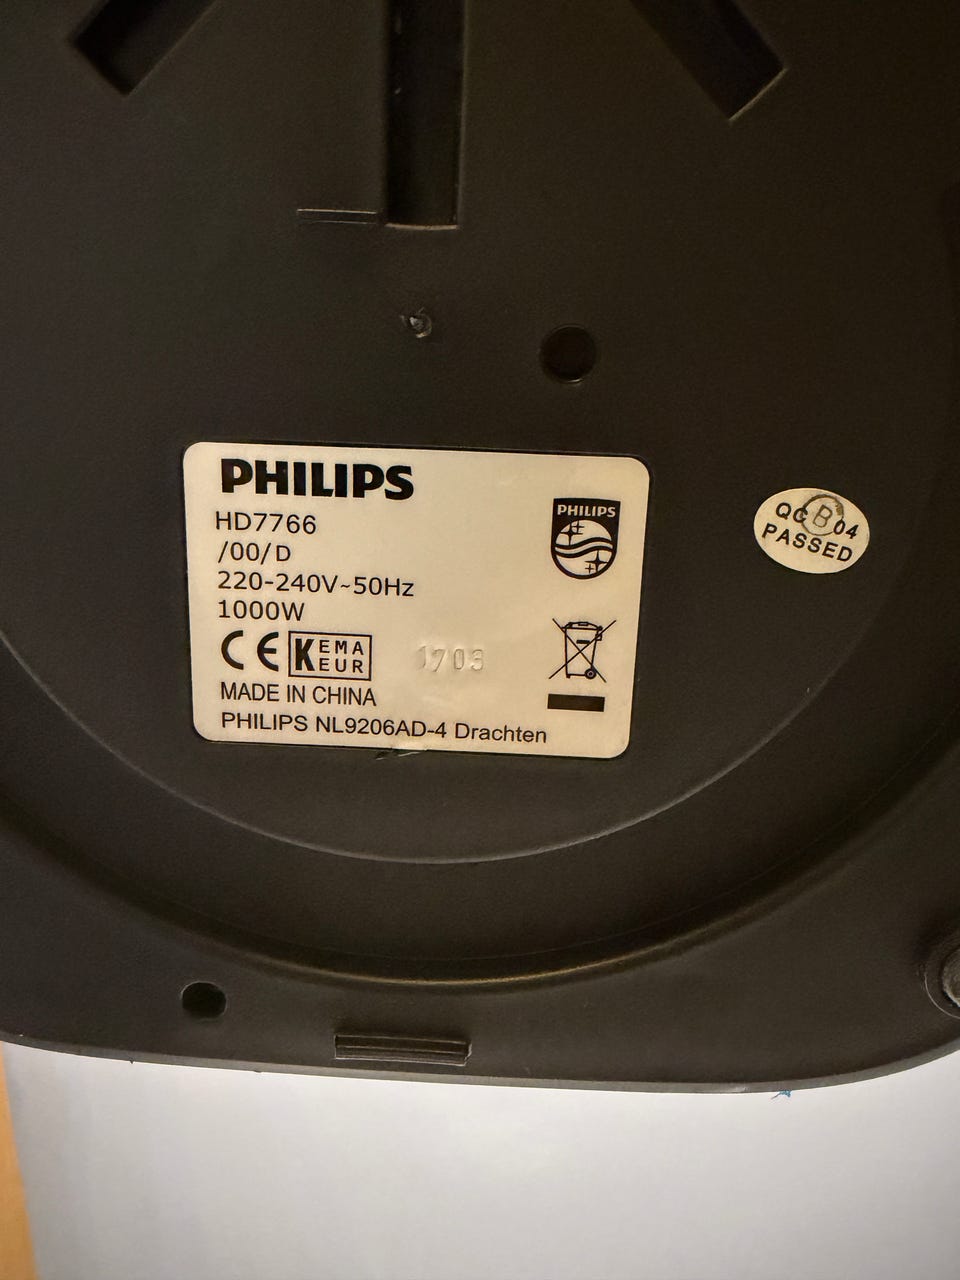 PHILIPS
HD7766
/00/D
220-240V~50Hz
1000W
CE KEMA EUR
1703
MADE IN CHINA
PHILIPS NL9206AD-4 Drachten
PHILIPS
QC B 04
PASSED